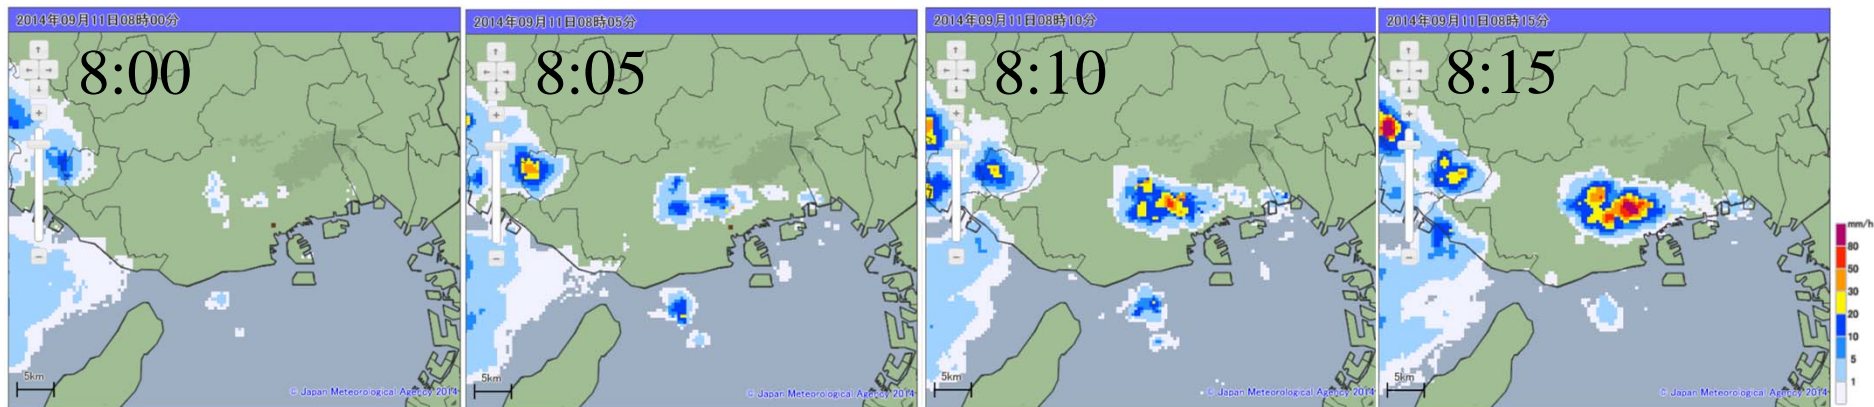 2014年09月11日08時00分
8:00
5km
© Japan Meteorological Agency 2014
2014年09月11日08時05分
8:05
5km
© Japan Meteorological Agency 2014
2014年09月11日08時10分
8:10
5km
© Japan Meteorological Agency 2014
2014年09月11日08時15分
8:15
5km
© Japan Meteorological Agency 2014
mm/h
80
50
30
20
10
5
1